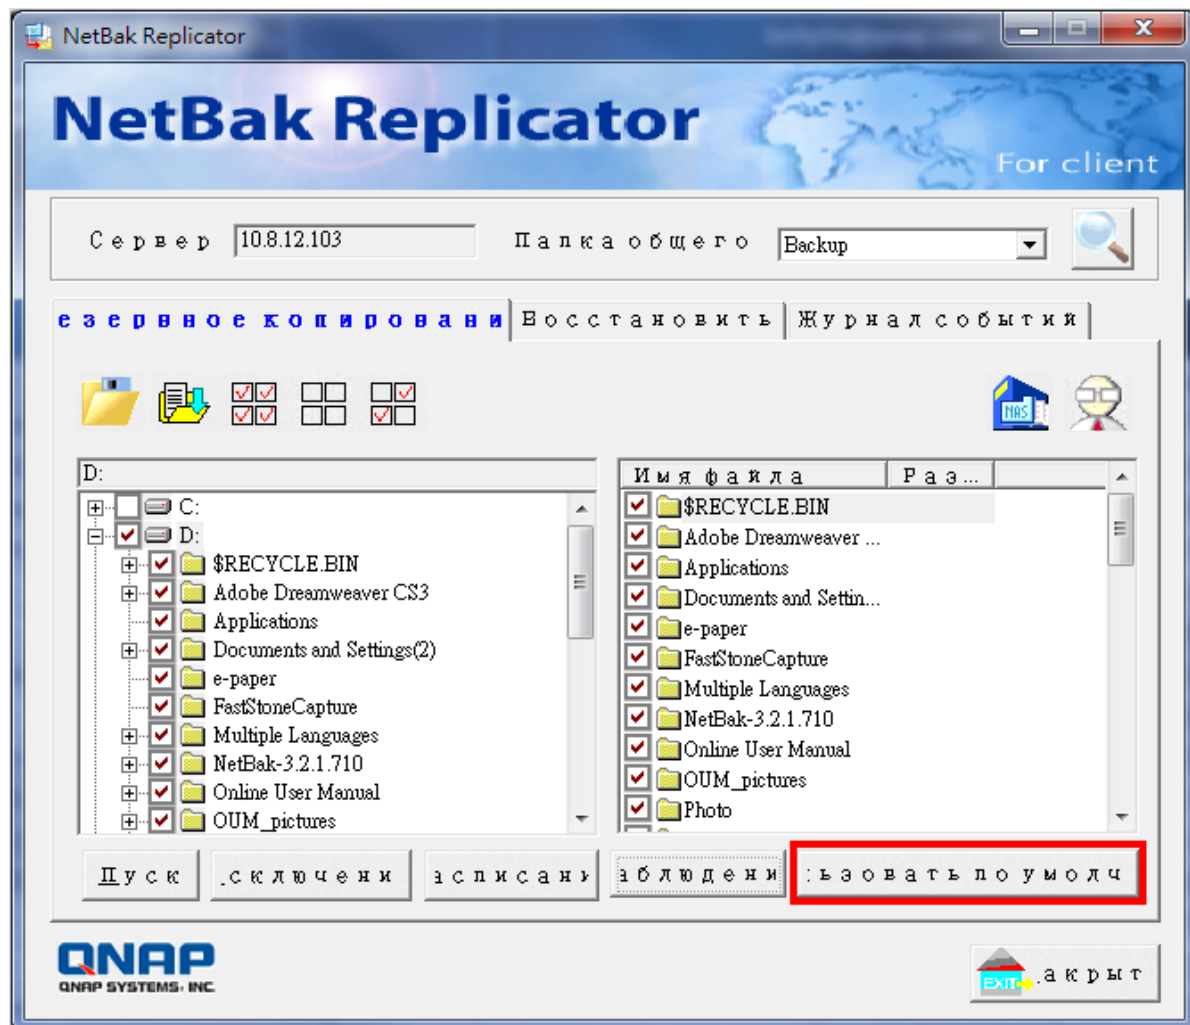 NetBak Replicator
NetBak Replicator
For client
Сервер 10.8.12.103 Папка общего Backup
езервное копировани Восстановить Журнал событий
NAS
D:
C:
D:
$RECYCLE.BIN
Adobe Dreamweaver CS3
Applications
Documents and Settings(2)
e-paper
FastStoneCapture
Multiple Languages
NetBak-3.2.1.710
Online User Manual
OUM_pictures
Имя файла Раз...
$RECYCLE.BIN
Adobe Dreamweaver ...
Applications
Documents and Settin...
e-paper
FastStoneCapture
Multiple Languages
NetBak-3.2.1.710
Online User Manual
OUM_pictures
Photo
Пуск сключени асписани аблюдени ьзовать по умолч
QNAP
QNAP SYSTEMS, INC.
EXIT акрыт